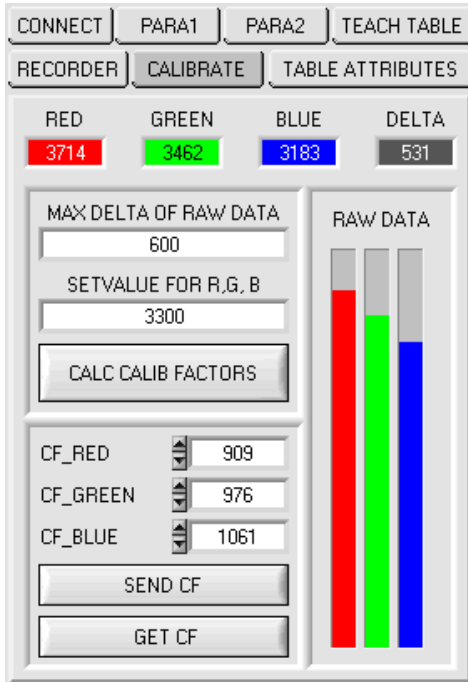 CONNECT PARA1 PARA2 TEACH TABLE
RECORDER CALIBRATE TABLE ATTRIBUTES
RED GREEN BLUE DELTA
3714 3462 3183 531
MAX DELTA OF RAW DATA
600
SETVALUE FOR R,G, B
3300
CALC CALIB FACTORS
CF_RED 909
CF_GREEN 976
CF_BLUE 1061
SEND CF
GET CF
RAW DATA